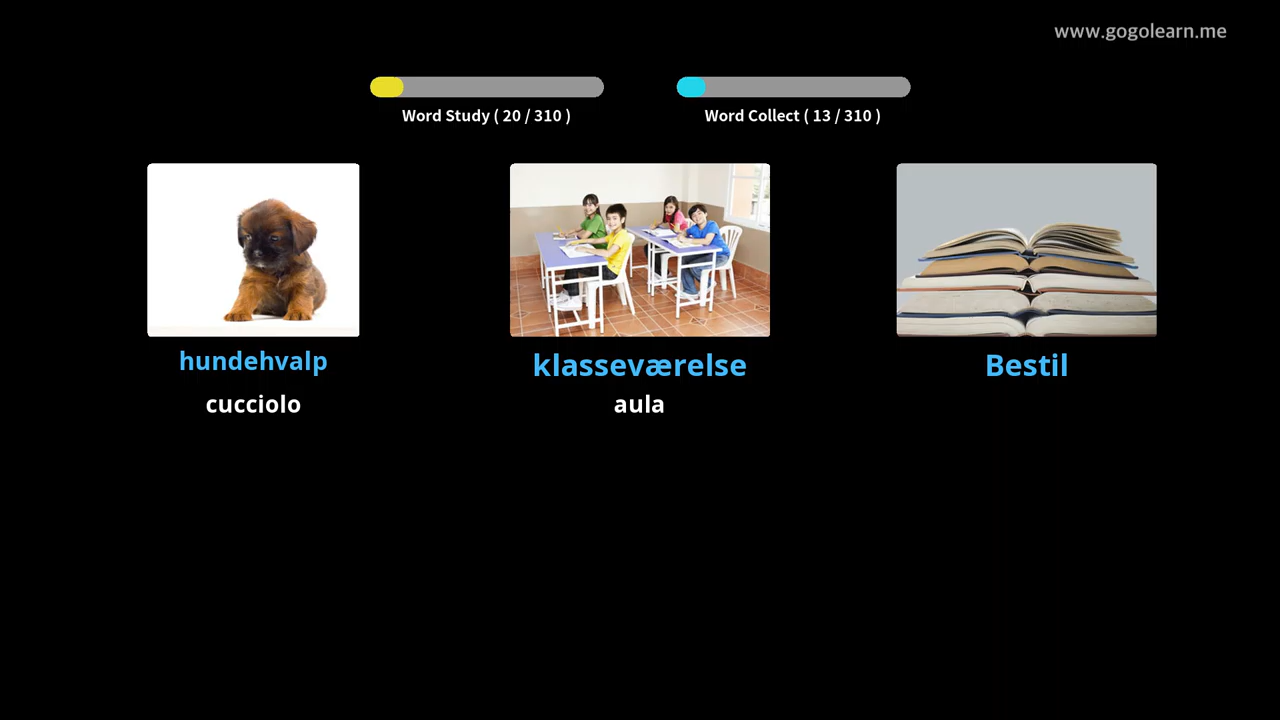 www.gogolearn.me
Word Study ( 20 / 310 )
Word Collect ( 13 / 310 )
hundehvalp
klasseværelse
Bestil
cucciolo
aula